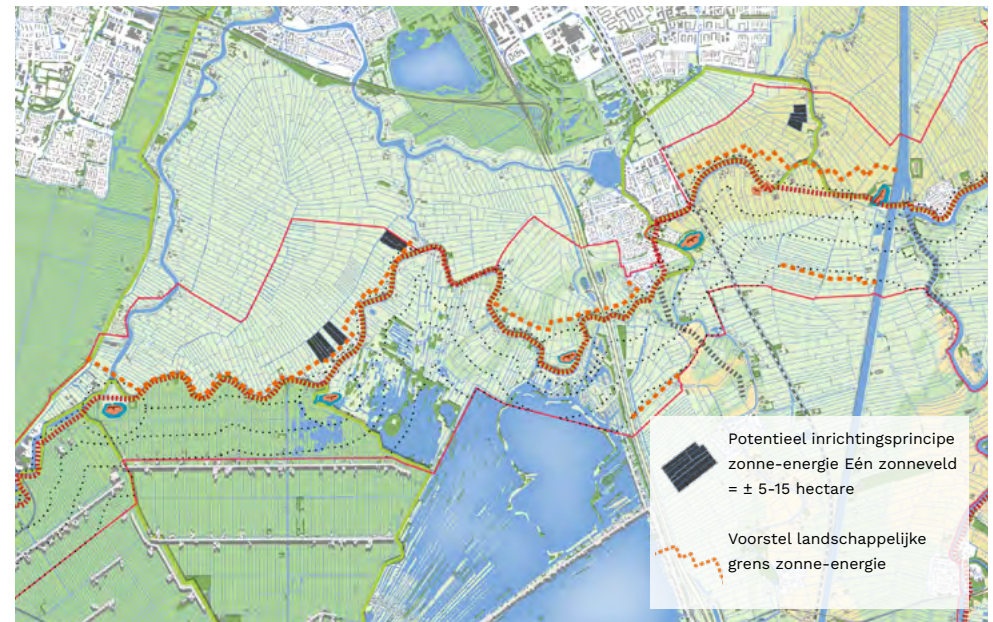 Potentieel inrichtingsprincipe
zonne-energie Eén zonneveld
= ± 5-15 hectare
Voorstel landschappelijke
grens zonne-energie